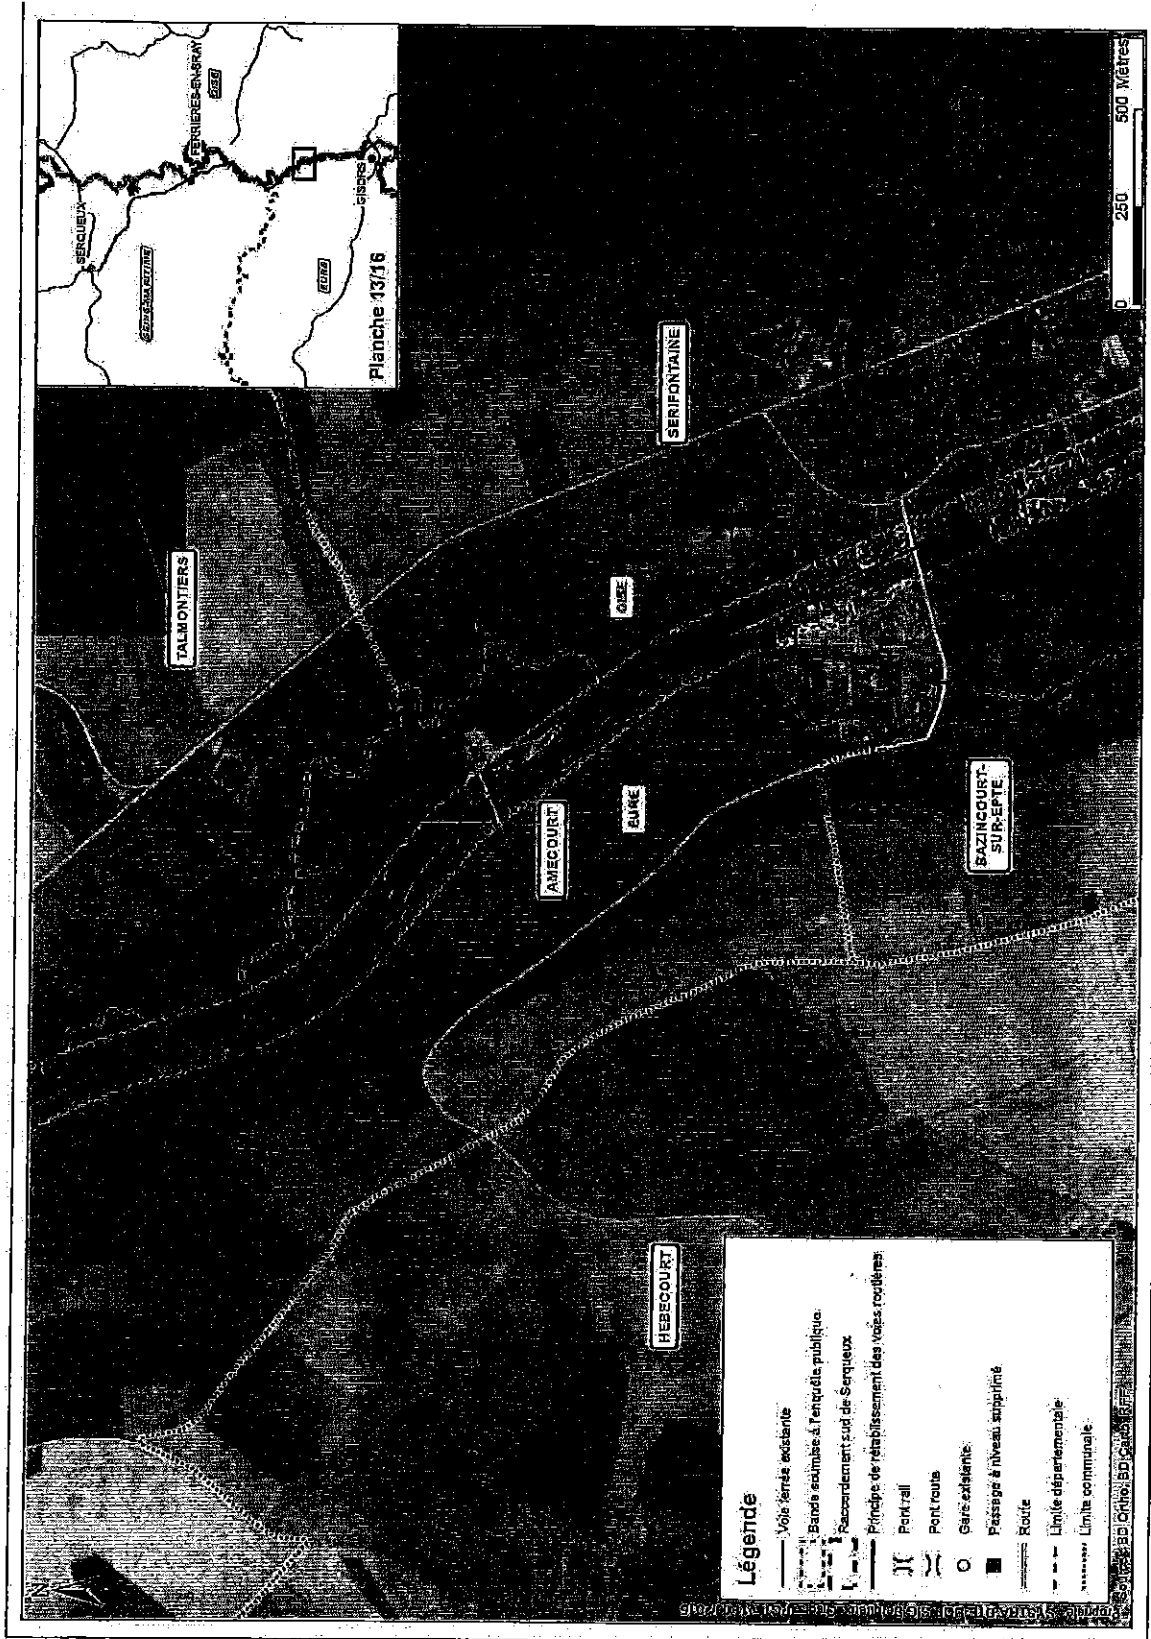 SERQUEUX
FERRIERES-EN-BRAY
OISE
SEINE-MARITIME
EURE
GISORS
Planche 13/16
TALMONTIERS
SERIFONTAINE
OISE
AMECOURT
EURE
BAZINCOURT-
SUR-EPTE
HEBECOURT
0 250 500 Mètres
N
Légende
Voie ferrée existante
Bande soumise à l'enquête publique
Raccordement sud de Serqueux
Principe de rétablissement des voies routières
Pont rail
Pont route
Gare existante
Passage à niveau supprimé
Route
Limite départementale
Limite communale